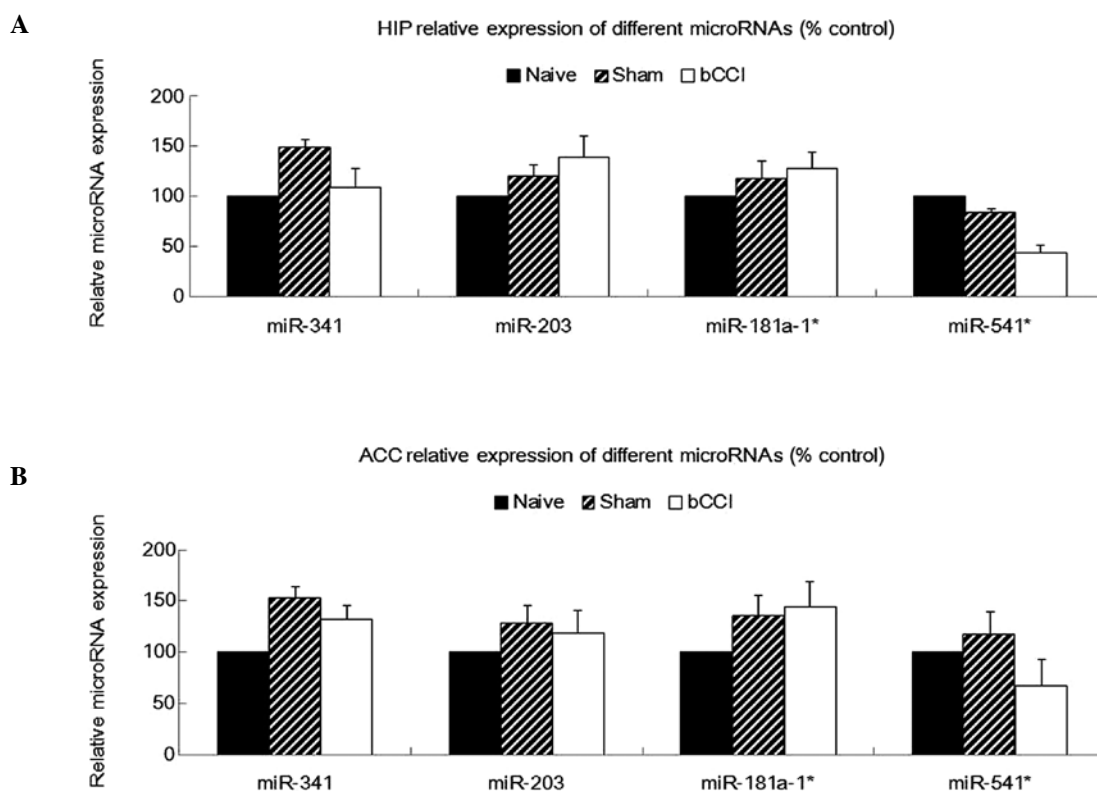 A
HIP relative expression of different microRNAs (% control)
Naive Sham bCCI
Relatve microRNA expression
200
150
100
50
0
miR-341 miR-203 miR-181a-1* miR-541*
B
ACC relative expression of different microRNAs (% control)
Naive Sham bCCI
Relative microRNA expression
200
150
100
50
0
miR-341 miR-203 miR-181a-1* miR-541*